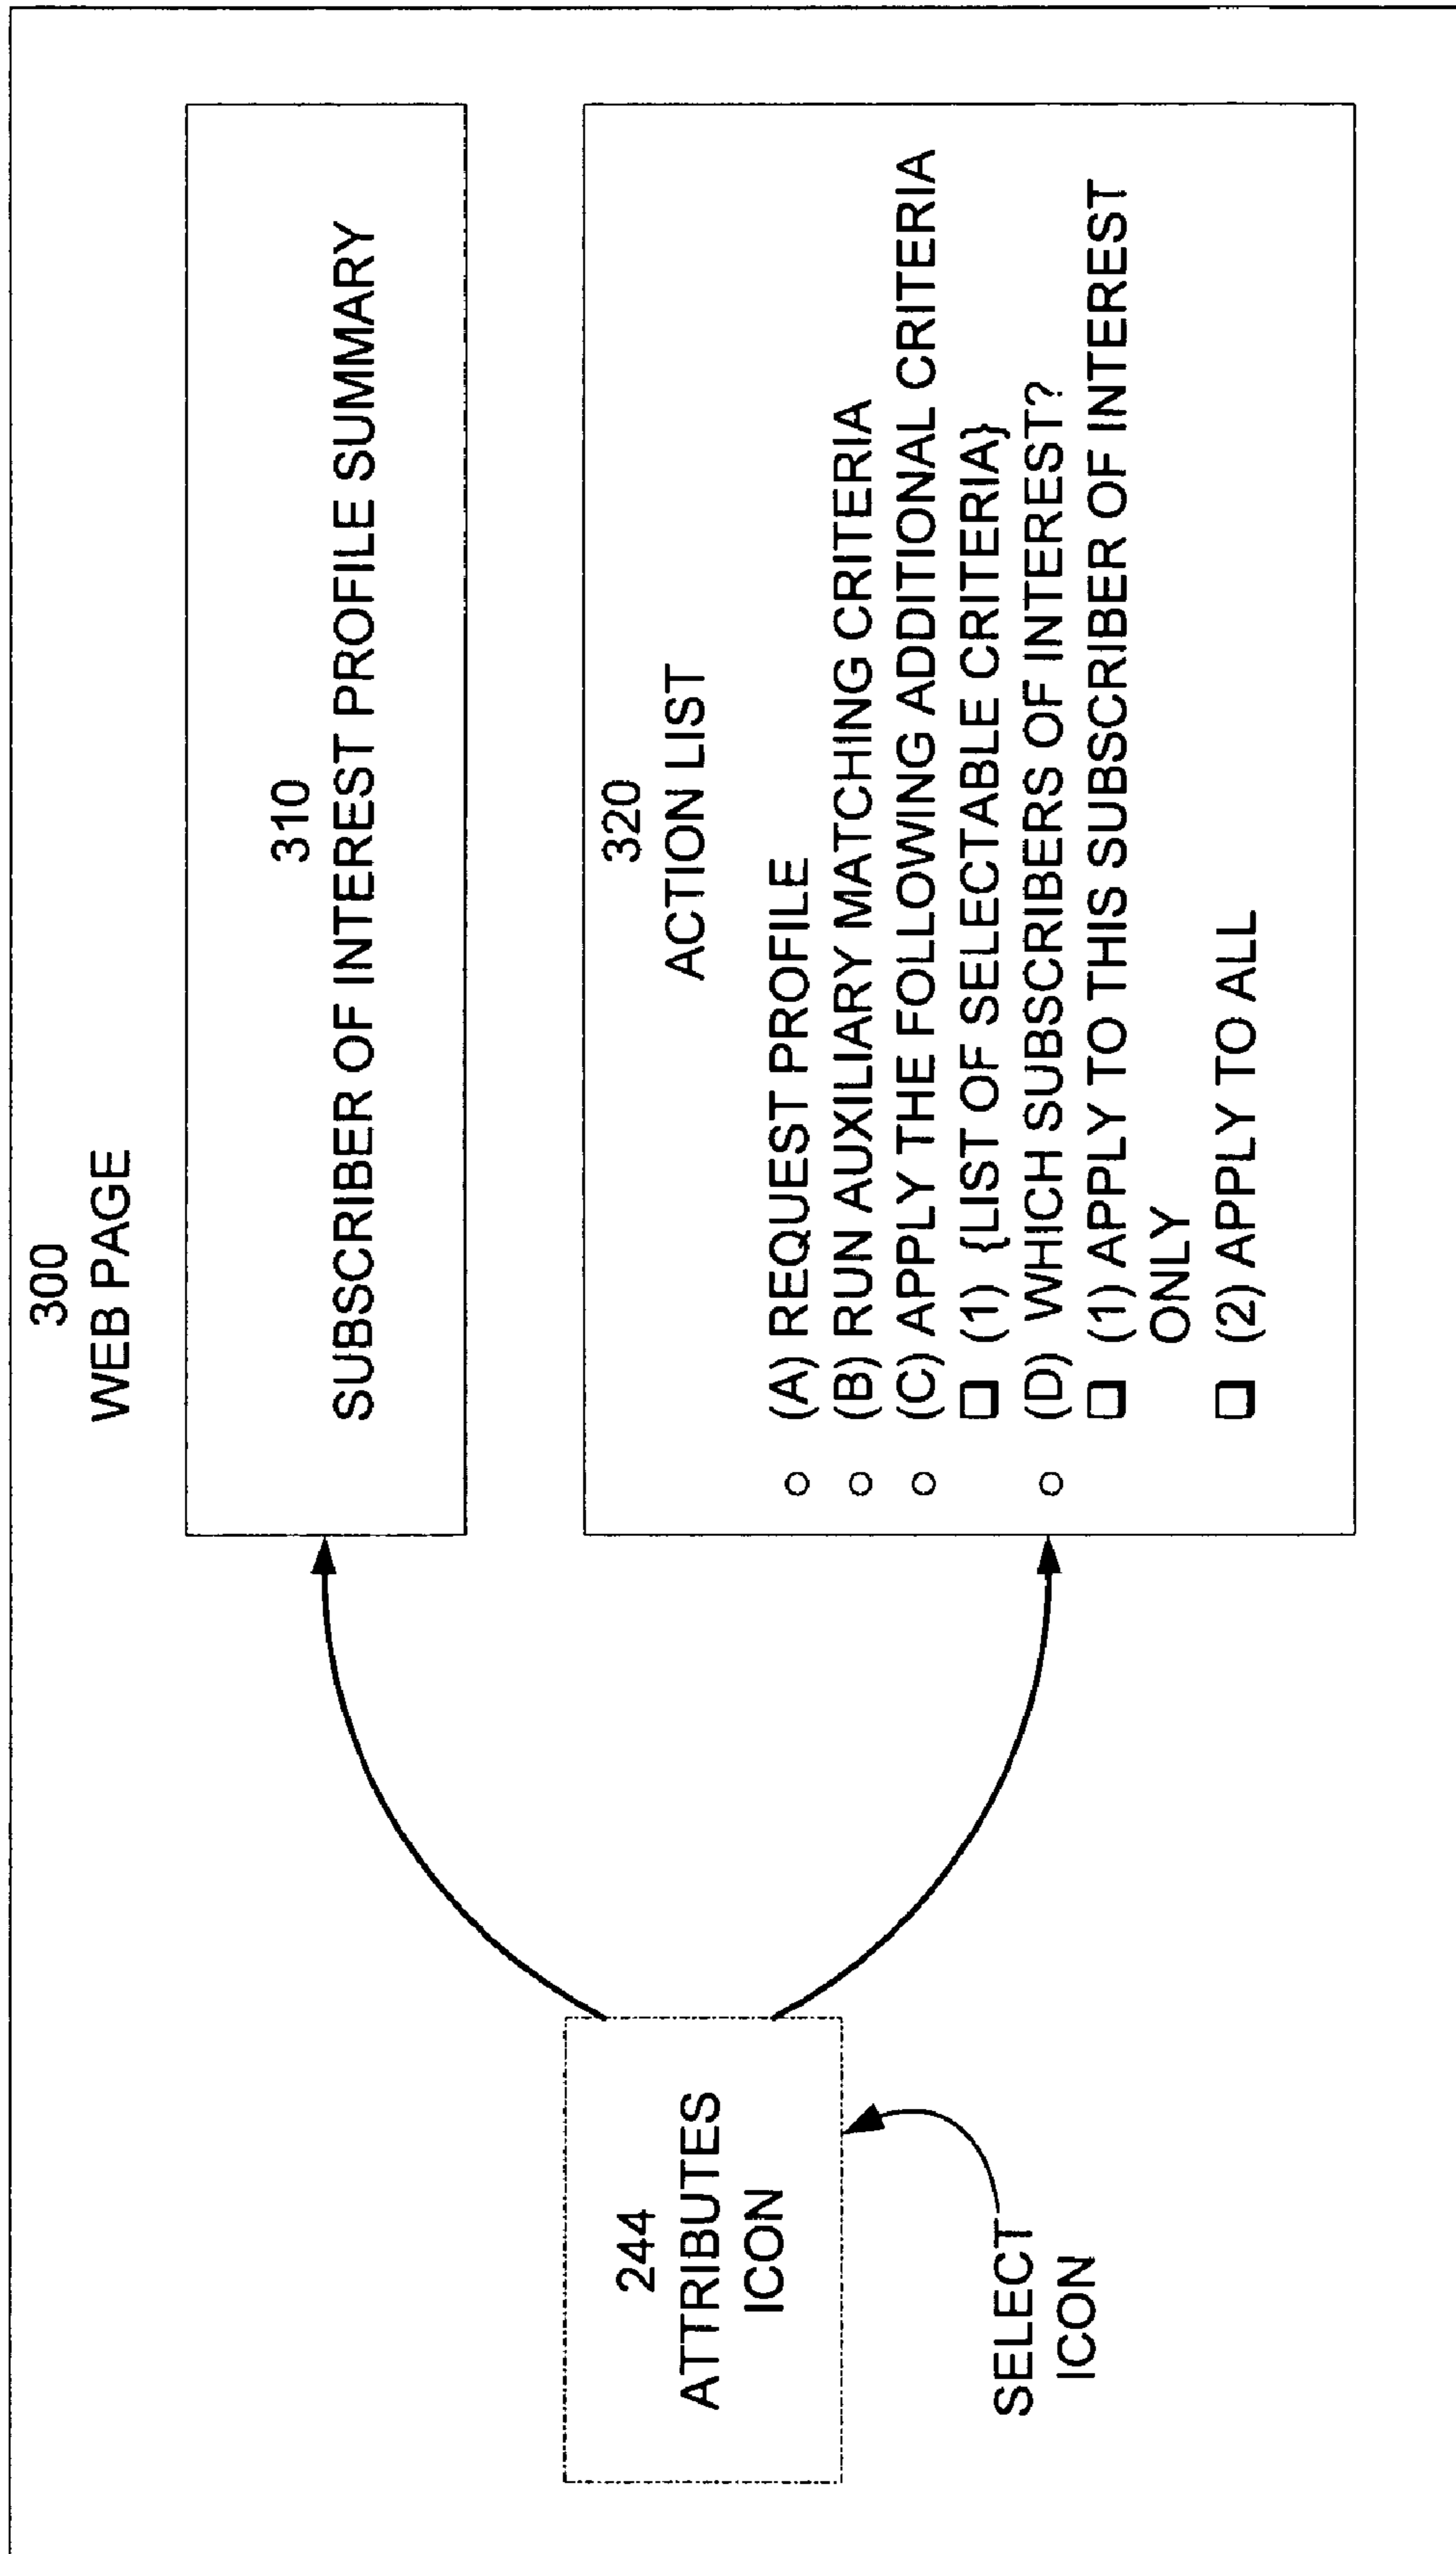 300
WEB PAGE
310
SUBSCRIBER OF INTEREST PROFILE SUMMARY
244
ATTRIBUTES
ICON
SELECT
ICON
320
ACTION LIST
(A) REQUEST PROFILE
(B) RUN AUXILIARY MATCHING CRITERIA
(C) APPLY THE FOLLOWING ADDITIONAL CRITERIA
(1) {LIST OF SELECTABLE CRITERIA}
(D) WHICH SUBSCRIBERS OF INTEREST?
(1) APPLY TO THIS SUBSCRIBER OF INTEREST
ONLY
(2) APPLY TO ALL